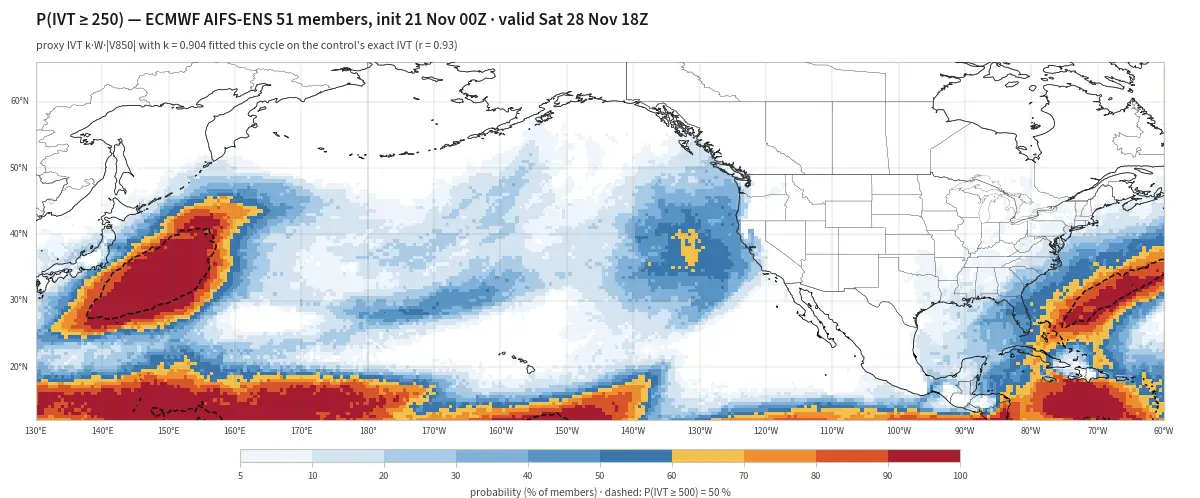 P(IVT ≥ 250) — ECMWF AIFS-ENS 51 members, init 21 Nov 00Z · valid Sat 28 Nov 18Z
proxy IVT k·W·|V850| with k = 0.904 fitted this cycle on the control's exact IVT (r = 0.93)
60°N
50°N
40°N
30°N
20°N
130°E 140°E 150°E 160°E 170°E 180° 170°W 160°W 150°W 140°W 130°W 120°W 110°W 100°W 90°W 80°W 70°W 60°W
5 10 20 30 40 50 60 70 80 90 100
probability (% of members) · dashed: P(IVT ≥ 500) = 50 %